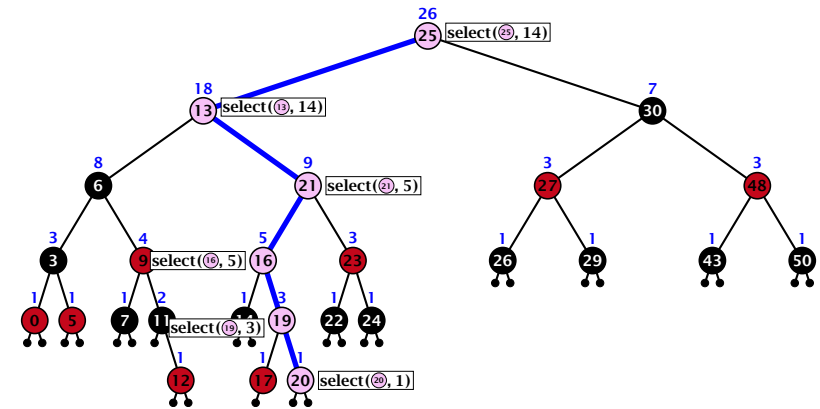 26
25 select(25, 14)
18 7
13 select(13, 14) 30
8 9 3 3
6 21 select(21, 5) 27 48
3 4 5 3 1 1 1 1
3 9 select(16, 5) 16 23 26 29 43 50
1 1 1 2 3 1 1
0 5 7 11 select(19, 3) 19 22 24
1 1 1
12 17 20 select(20, 1)